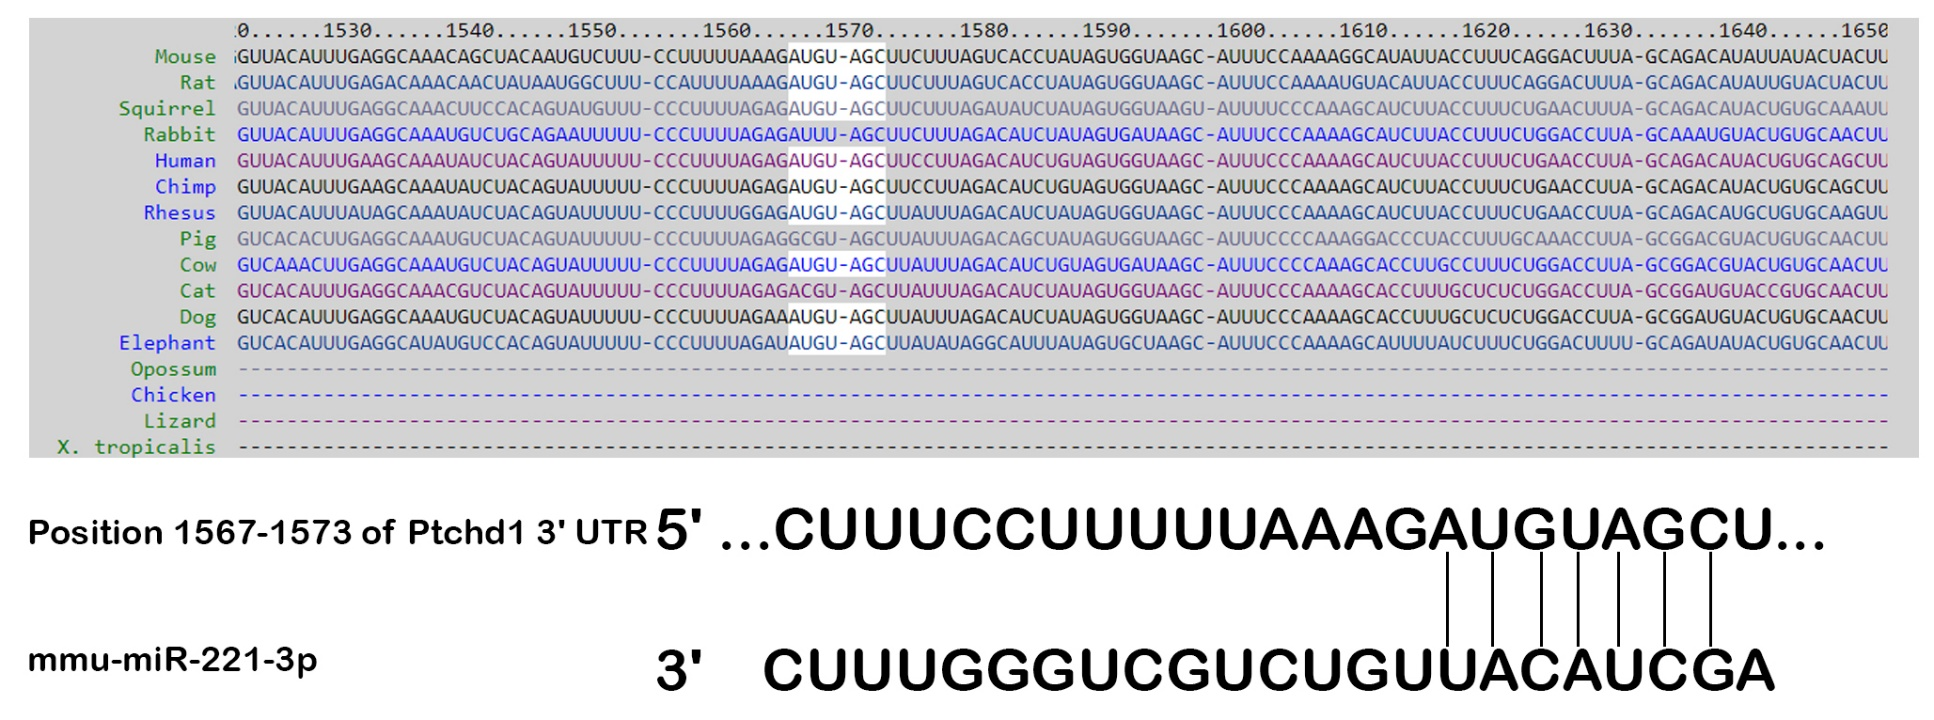 :0......1530......1540......1550.......1560......1570.......1580......1590.......1600......1610......1620......1630.......1640......1650
Mouse GUUACAUUUGAGGCAAACAGCUACAAUGUCUUU-CCUUUUUAAAGAUGU-AGCUUCUUUAGUCACCUAUAGUGGUAAGC-AUUUCCAAAAGGCAUAUUACCUUUCAGGACUUUA-GCAGACAUAUUAUACUACUU
Rat GUUACAUUUGAGACAAACAACUAUAAUGGCUUU-CCAUUUUAAAGAUGU-AGCUUCUUUAGUCACCUAUAGUGGUAAGC-AUUUCCAAAAUGUACAUUACCUUUCAGGACUUUA-GCAGACAUAUUGUACUACUU
Squirrel GUUACAUUUGAGGCAAACUUCCACAGUAUGUUU-CCCUUUUAAAGAUGU-AGCUUCUUUAGAUAUCUAUAGUGGUAAGU-AUUUUCCCAAAAGCAUCUUACCUUUCUGAACUUUA-GCAGACAUACUGUGCAAAUU
Rabbit GUUACAUUUGAGGCAAAUGUCUGCAGAAUUUUU-CCCUUUUAGAGAUUU-AGCUUCUUUAGACAUCUAUAGUGAUAAGC-AUUUCCCAAAAGCAUCUUACCUUUCUGGACCUUA-GCAAAUGUACUGUGCAACUU
Human GUUACAUUUGAAGCAAAUAUCUACAGUAUUUUU-CCCUUUUAGAGAUGU-AGCUUCCUUAGACAUCUGUAGUGGUAAGC-AUUUCCCAAAAGCAUCUUACCUUUCUGAACCUUA-GCAGACAUACUGUGCAGCUU
Chimp GUUACAUUUGAAGCAAAUAUCUACAGUAUUUUU-CCCUUUUAGAGAUGU-AGCUUCCUUAGACAUCUGUAGUGGUAAGC-AUUUCCCAAAAGCAUCUUACCUUUCUGAACCUUA-GCAGACAUACUGUGCAGCUU
Rhesus GUUACAUUUAUAGCAAAUAUCUACAGUAUUUUU-CCCUUUUGGAGAUGU-AGCUUAUUUAGACAUCUAUAGUGGUAAGC-AUUUCCCAAAAGCAUCUUACCUUUCUGAACCUUA-GCAGACAUGCUGUGCAAGUU
Pig GUCACACUUGAGGCAAAUGUCUACAGUAUUUUU-CCCUUUUAGAGGCGU-AGCUUAUUUAGACAGCUAUAGUGGUAAGC-AUUUCCCCAAAGGACCCUACCUUUGCAAACCUUA-GCGGACGUACUGUGCAACUU
Cow GUCAAACUUGAGGCAAAUGUCUACAGUAUUUUU-CCCUUUUAGAGAUGU-AGCUUAUUUAGACAUCUGUAGUGAUAAGC-AUUUCCCCAAAGCACCUUGCCUUUCUGGACCUUA-GCGGACGUACUGUGCAACUU
Cat GUCACAUUUGAGGCAAACGUCUACAGUAUUUUU-CCCUUUUAGAGACGU-AGCUUAUUUAGACAUCUAUAGUGGUAAGC-AUUUCCCAAAAGCACCUUUGCUCUCUGGACCUUA-GCGGAUGUACCGUGCAACUU
Dog GUCACAUUUGAGGCAAAUGUCUACAGUAUUUUU-CCCUUUUAGAAAUGU-AGCUUAUUUAGACAUCUAUAGUGGUAAGC-AUUUCCCAAAAGCACCUUUGCUCUCUGGACCUUA-GCGGAUGUACUGUGCAACUU
Elephant GUCACAUUUGAGGCAUAUGUCCACAGUAUUUUU-CCCUUUUAGAUAUGU-AGCUUAUAUAGGCAUUUAUAGUGCUAAGC-AUUUCCCAAAAGCAUUUUAUCUUUCUGGACUUUU-GCAGAUAUACUGUGCAACUU
Opossum
Chicken
Lizard
X. tropicalis
Position 1567-1573 of Ptchd1 3' UTR 5' ...CUUUCCUUUUUAAAGAUGUAGCU...
mmu-miR-221-3p 3' CUUUGGGUCGUCUGUUACAUCGA